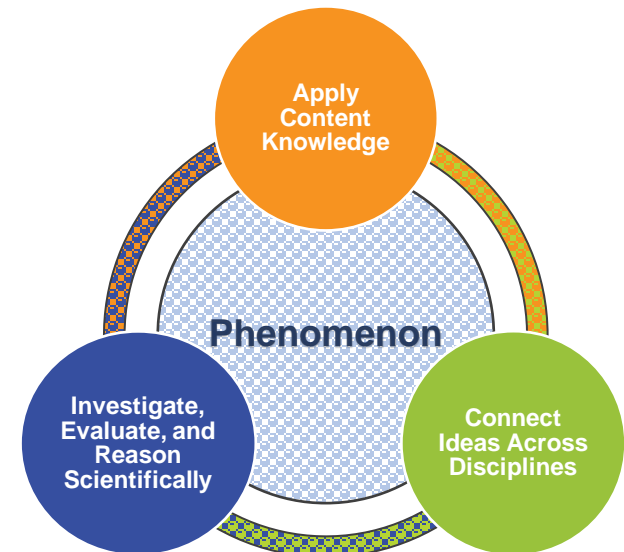 Apply
Content
Knowledge
Phenomenon
Investigate,
Evaluate, and
Reason
Scientifically
Connect
Ideas Across
Disciplines